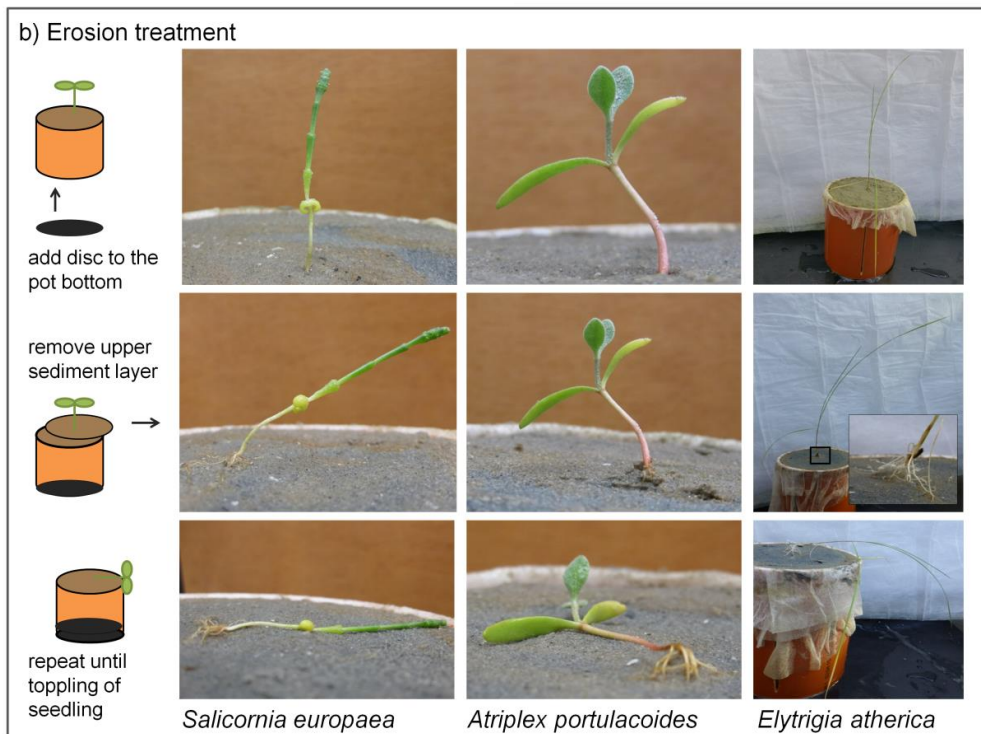 b) Erosion treatment
add disc to the
pot bottom
remove upper
sediment layer
repeat until
toppling of
seedling
Salicornia europaea
Atriplex portulacoides
Elytrigia atherica